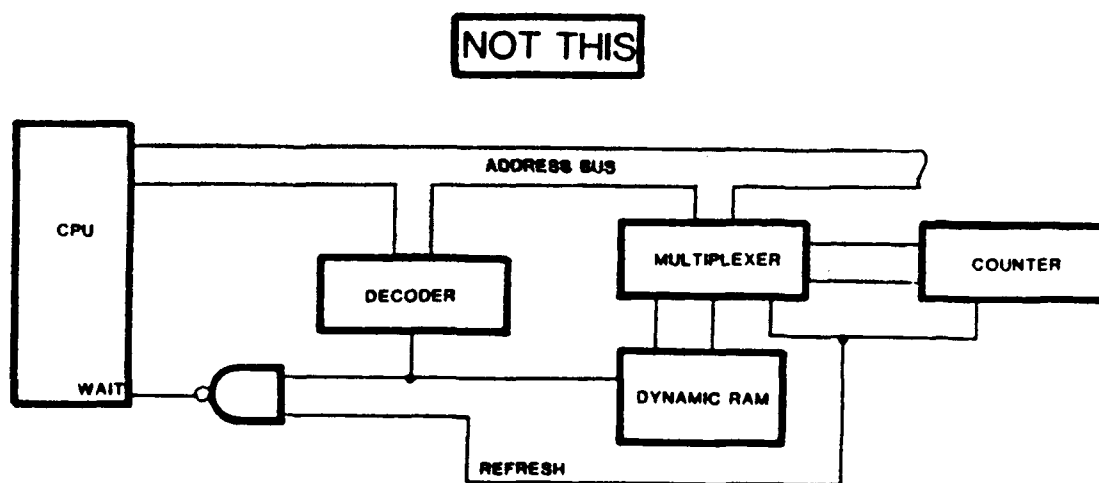 NOT THIS
ADDRESS BUS
CPU
MULTIPLEXER
COUNTER
DECODER
WAIT
DYNAMIC RAM
REFRESH